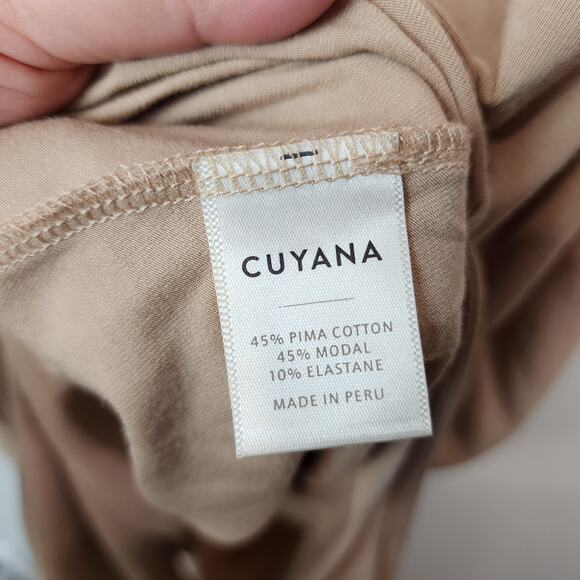 CUYANA
45% PIMA COTTON
45% MODAL
10% ELASTANE
MADE IN PERU